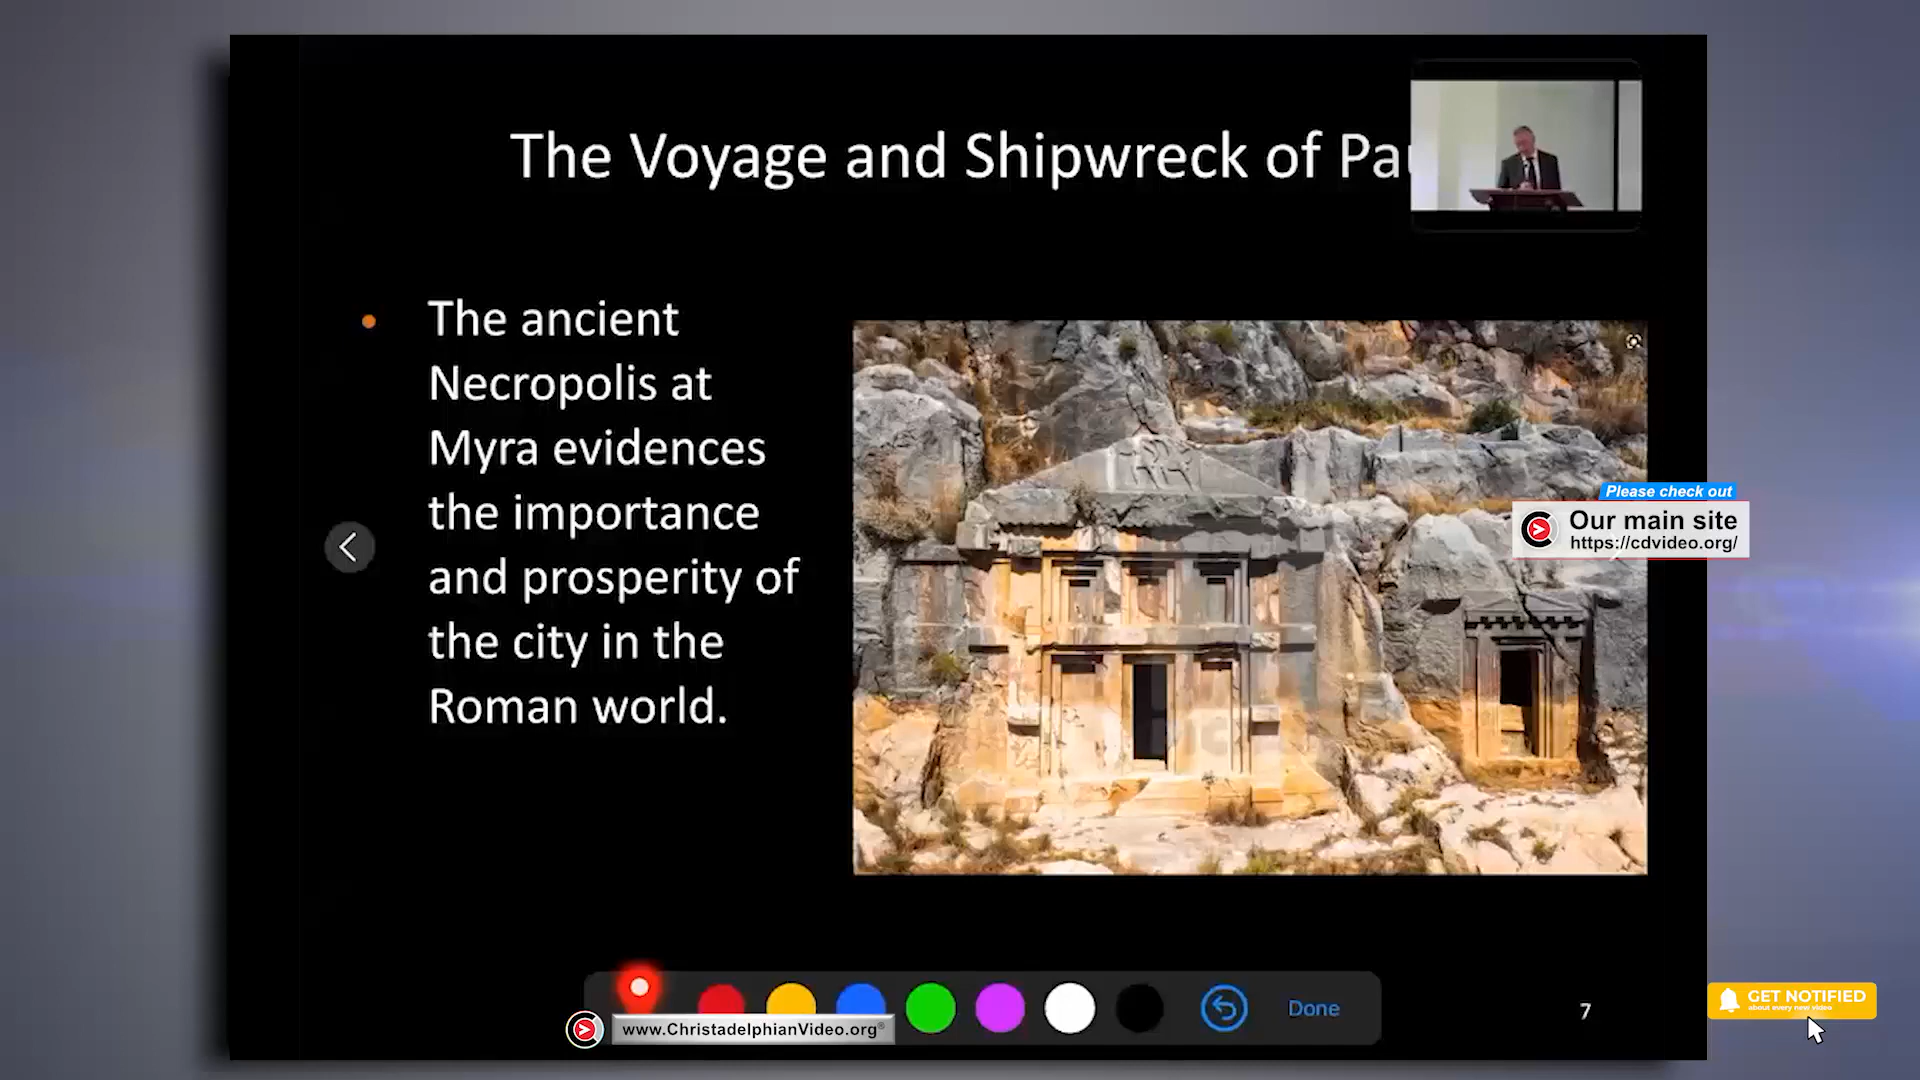 The Voyage and Shipwreck of Pa
The ancient
Necropolis at
Myra evidences
the importance
and prosperity of
the city in the
Roman world.
Please check out
Our main site
https://cdvideo.org/
Done
www.ChristadelphianVideo.org®
7
GET NOTIFIED
about every new video